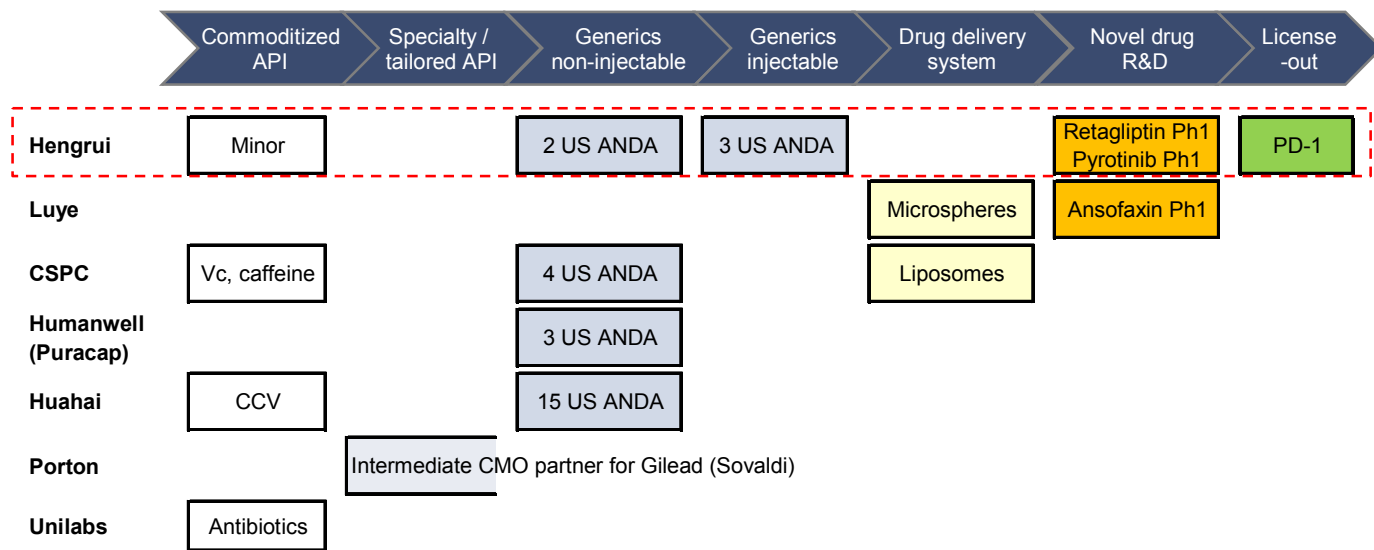 Commoditized
API
Specialty /
tailored API
Generics
non-injectable
Generics
injectable
Drug delivery
system
Novel drug
R&D
License
-out
Hengrui
Minor
2 US ANDA
3 US ANDA
Retagliptin Ph1
Pyrotinib Ph1
PD-1
Luye
Microspheres
Ansofaxin Ph1
CSPC
Vc, caffeine
4 US ANDA
Liposomes
Humanwell
(Puracap)
3 US ANDA
Huahai
CCV
15 US ANDA
Porton
Intermediate CMO partner for Gilead (Sovaldi)
Unilabs
Antibiotics